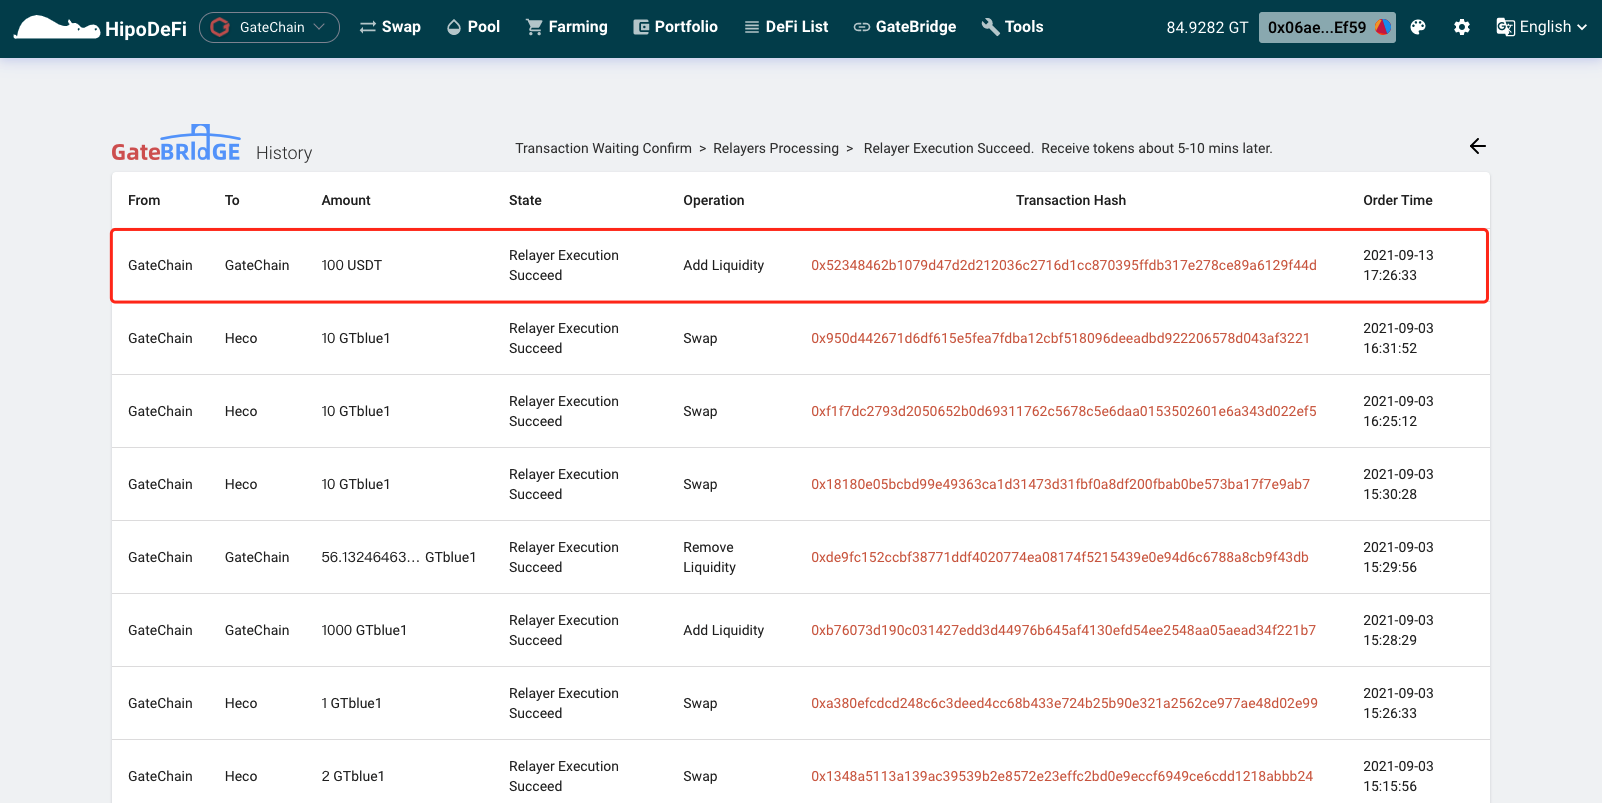 HipoDeFi GateChain Swap Pool Farming Portfolio DeFi List GateBridge Tools 84.9282 GT 0x06ae...Ef59 English
GateBRIdGE History Transaction Waiting Confirm > Relayers Processing > Relayer Execution Succeed. Receive tokens about 5-10 mins later.
From To Amount State Operation Transaction Hash Order Time
GateChain GateChain 100 USDT Relayer Execution Succeed Add Liquidity 0x52348462b1079d47d2d212036c2716d1cc870395ffdb317e278ce89a6129f44d 2021-09-13 17:26:33
GateChain Heco 10 GTblue1 Relayer Execution Succeed Swap 0x950d442671d6df615e5fea7fdba12cbf518096deeadbd922206578d043af3221 2021-09-03 16:31:52
GateChain Heco 10 GTblue1 Relayer Execution Succeed Swap 0xf1f7dc2793d2050652b0d69311762c5678c5e6daa0153502601e6a343d022ef5 2021-09-03 16:25:12
GateChain Heco 10 GTblue1 Relayer Execution Succeed Swap 0x18180e05bcbd99e49363ca1d31473d31fbf0a8df200fbab0be573ba17f7e9ab7 2021-09-03 15:30:28
GateChain GateChain 56.13246463... GTblue1 Relayer Execution Succeed Remove Liquidity 0xde9fc152ccbf38771ddf4020774ea08174f5215439e0e94d6c6788a8cb9f43db 2021-09-03 15:29:56
GateChain GateChain 1000 GTblue1 Relayer Execution Succeed Add Liquidity 0xb76073d190c031427edd3d44976b645af4130efd54ee2548aa05aead34f221b7 2021-09-03 15:28:29
GateChain Heco 1 GTblue1 Relayer Execution Succeed Swap 0xa380efcdcd248c6c3deed4cc68b433e724b25b90e321a2562ce977ae48d02e99 2021-09-03 15:26:33
GateChain Heco 2 GTblue1 Relayer Execution Succeed Swap 0x1348a5113a139ac39539b2e8572e23effc2bd0e9eccf6949ce6cdd1218abbb24 2021-09-03 15:15:56